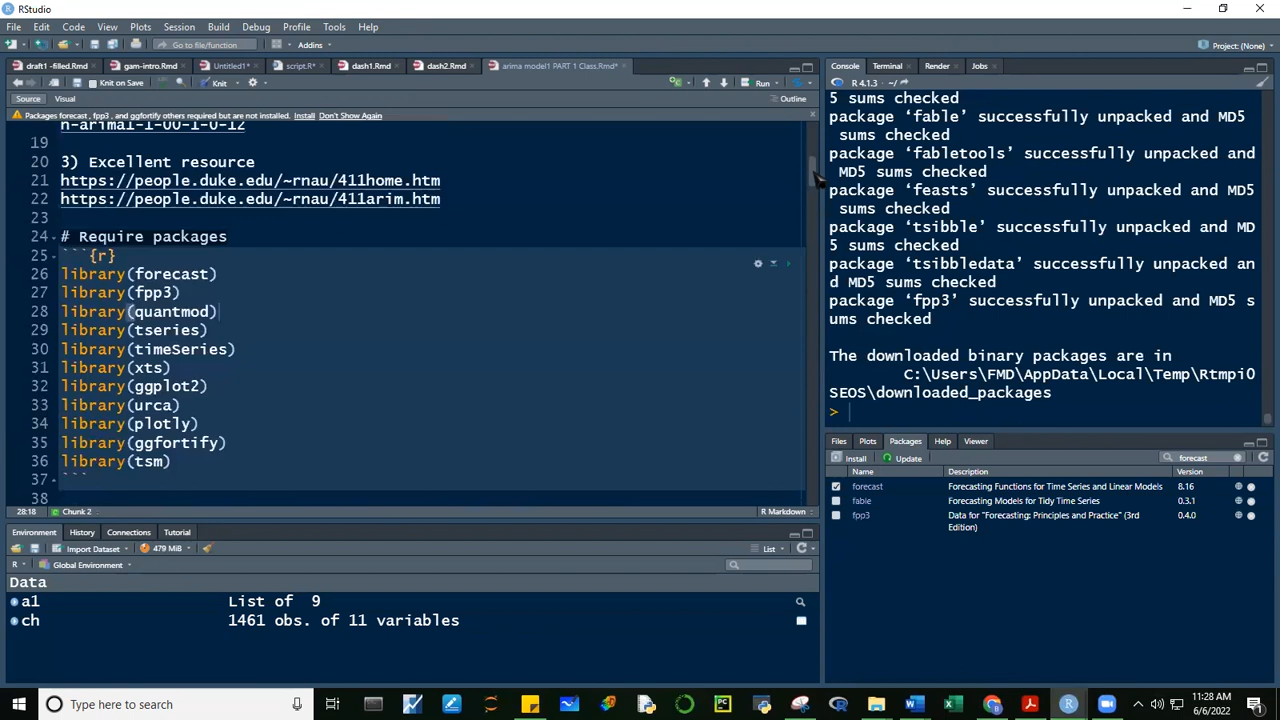 RStudio
File Edit Code View Plots Session Build Debug Profile Tools Help
Go to file/function Addins Project: (None)
draft1 -filled.Rmd gam-intro.Rmd Untitled1* script.R* dash1.Rmd dash2.Rmd arima model1 PART 1 Class.Rmd*
Knit on Save Knit Run
Source Visual Outline
Packages forecast , fpp3 , and ggfortify others required but are not installed. Install Don't Show Again
n-arima1-1-00-1-0-12
19
20 3) Excellent resource
21 https://people.duke.edu/~rnau/411home.htm
22 https://people.duke.edu/~rnau/411arim.htm
23
24 # Require packages
25 ```{r}
26 library(forecast)
27 library(fpp3)
28 library(quantmod)
29 library(tseries)
30 library(timeSeries)
31 library(xts)
32 library(ggplot2)
33 library(urca)
34 library(plotly)
35 library(ggfortify)
36 library(tsm)
37 ```
38
28:18 Chunk 2 R Markdown
Environment History Connections Tutorial
Import Dataset 479 MiB List
R Global Environment
Data
a1 List of 9
ch 1461 obs. of 11 variables
Console Terminal Render Jobs
R 4.1.3 · ~/
5 sums checked
package ‘fable’ successfully unpacked and MD5
sums checked
package ‘fabletools’ successfully unpacked and
MD5 sums checked
package ‘feasts’ successfully unpacked and MD5
sums checked
package ‘tsibble’ successfully unpacked and MD
5 sums checked
package ‘tsibbledata’ successfully unpacked an
d MD5 sums checked
package ‘fpp3’ successfully unpacked and MD5 s
ums checked
The downloaded binary packages are in
C:\Users\FMD\AppData\Local\Temp\RtmpiO
SEOS\downloaded_packages
>
Files Plots Packages Help Viewer
Install Update forecast
Name Description Version
forecast Forecasting Functions for Time Series and Linear Models 8.16
fable Forecasting Models for Tidy Time Series 0.3.1
fpp3 Data for "Forecasting: Principles and Practice" (3rd 0.4.0
Edition)
Type here to search
11:28 AM
6/6/2022